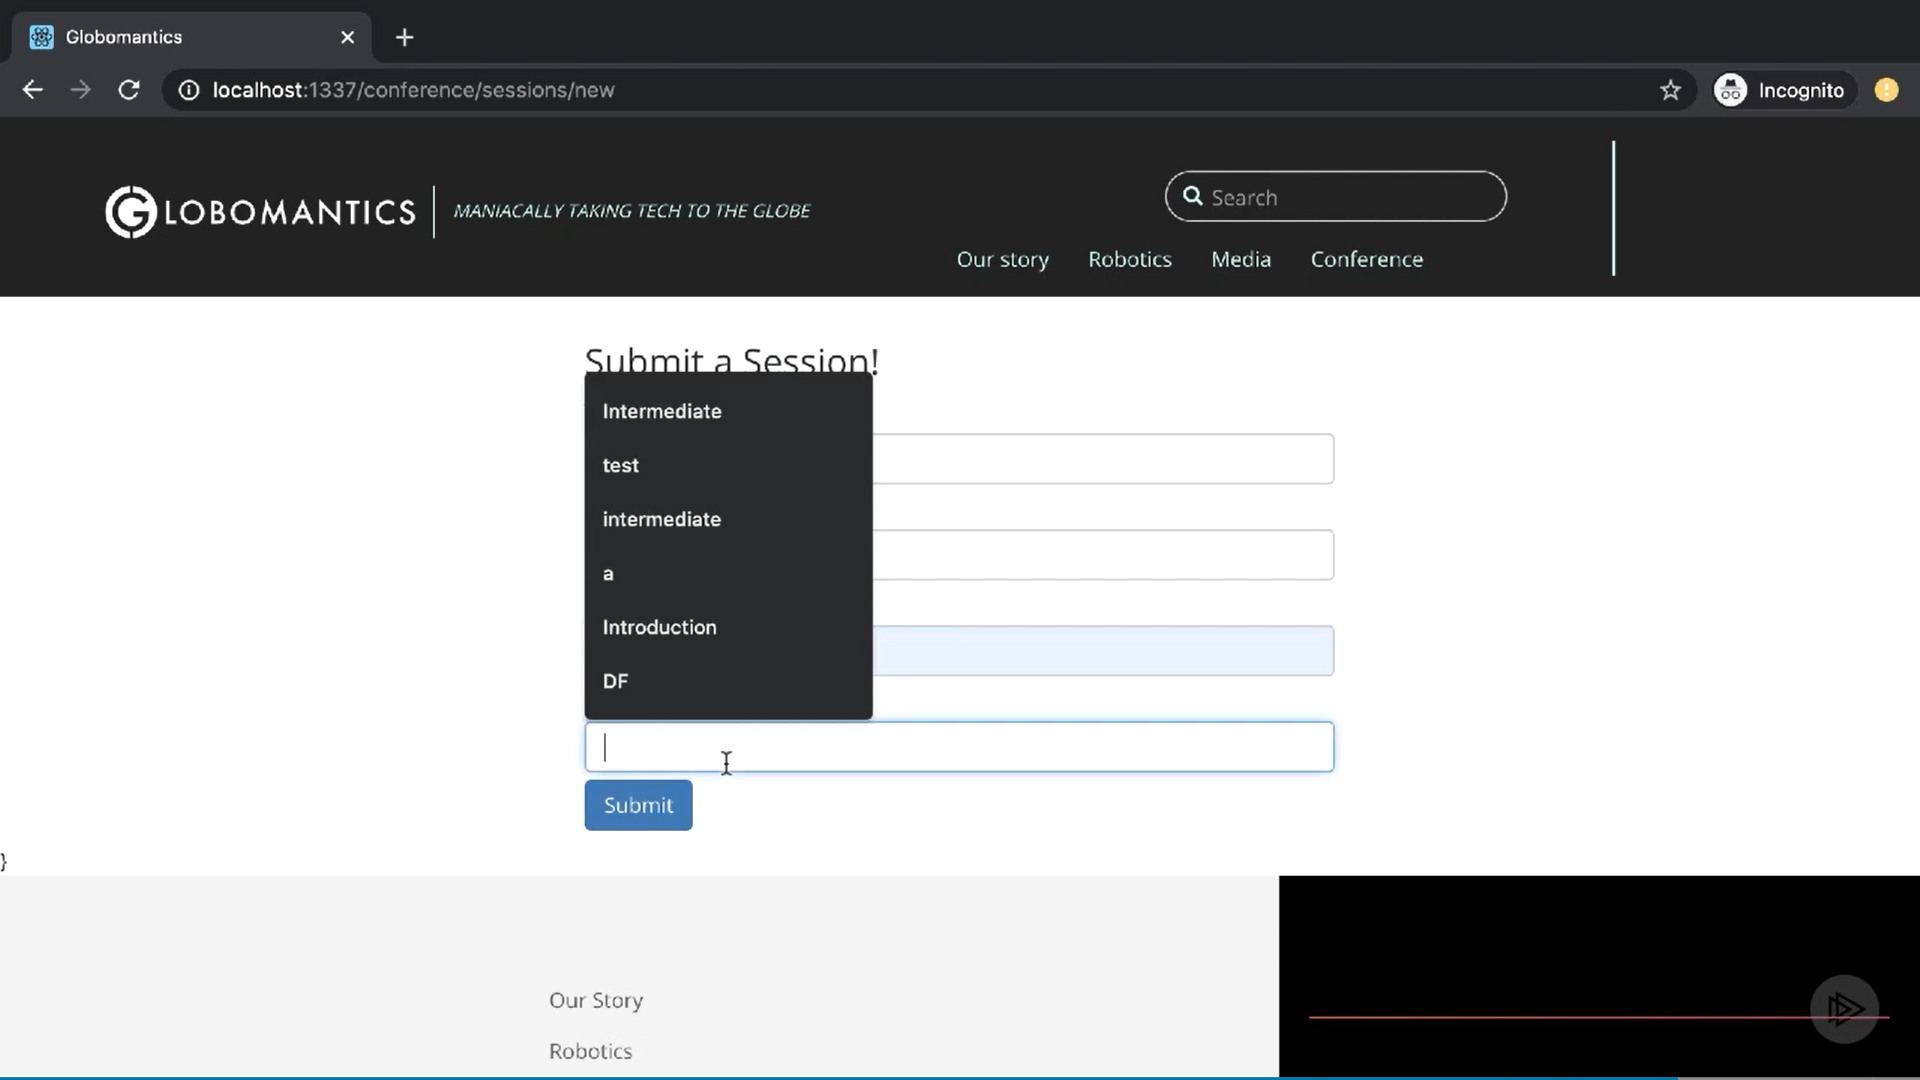 Globomantics
localhost:1337/conference/sessions/new
Incognito
GLOBOMANTICS
MANIACALLY TAKING TECH TO THE GLOBE
Search
Our story
Robotics
Media
Conference
Submit a Session!
Intermediate
test
intermediate
a
Introduction
DF
Submit
}
Our Story
Robotics